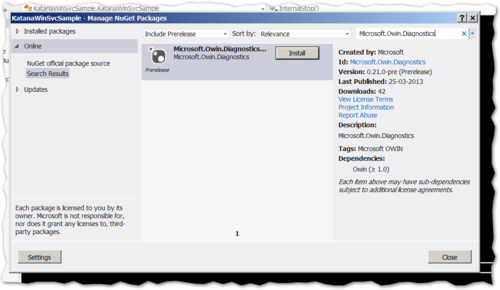 KatanaWinSvcSample.KatanaWinSvcSample
InternalStop()
KatanaWinSvcSample - Manage NuGet Packages
Installed packages
Online
NuGet official package source
Search Results
Updates
Each package is licensed to you by its
owner. Microsoft is not responsible for,
nor does it grant any licenses to, third-
party packages.
Include Prerelease
Sort by:
Relevance
Microsoft.Owin.Diagnostics
Microsoft.Owin.Diagnostics...
Microsoft.Owin.Diagnostics
Prerelease
Install
1
Created by: Microsoft
Id: Microsoft.Owin.Diagnostics
Version: 0.21.0-pre (Prerelease)
Last Published: 25-03-2013
Downloads: 42
View License Terms
Project Information
Report Abuse
Description:
Microsoft.Owin.Diagnostics
Tags: Microsoft OWIN
Dependencies:
Owin (≥ 1.0)
Each item above may have sub-dependencies
subject to additional license agreements.
Settings
Close